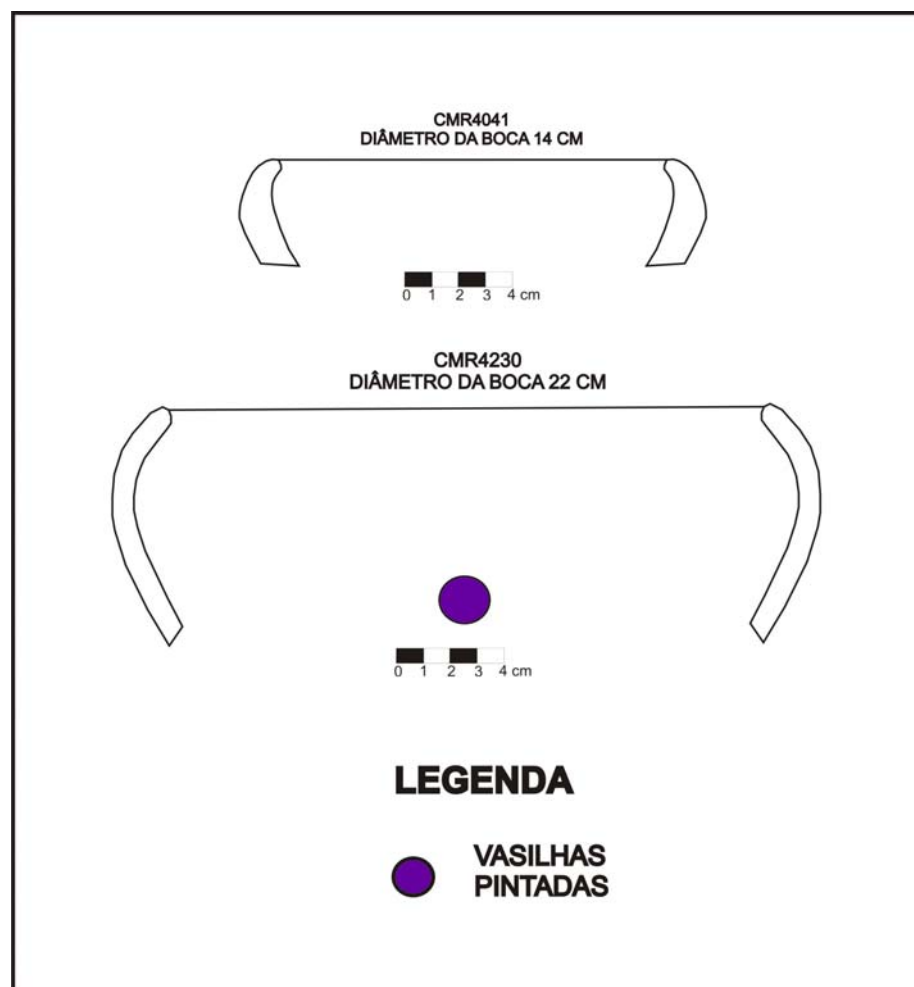 CMR4041
DIÂMETRO DA BOCA 14 CM
0 1 2 3 4 cm
CMR4230
DIÂMETRO DA BOCA 22 CM
0 1 2 3 4 cm
LEGENDA
VASILHAS
PINTADAS